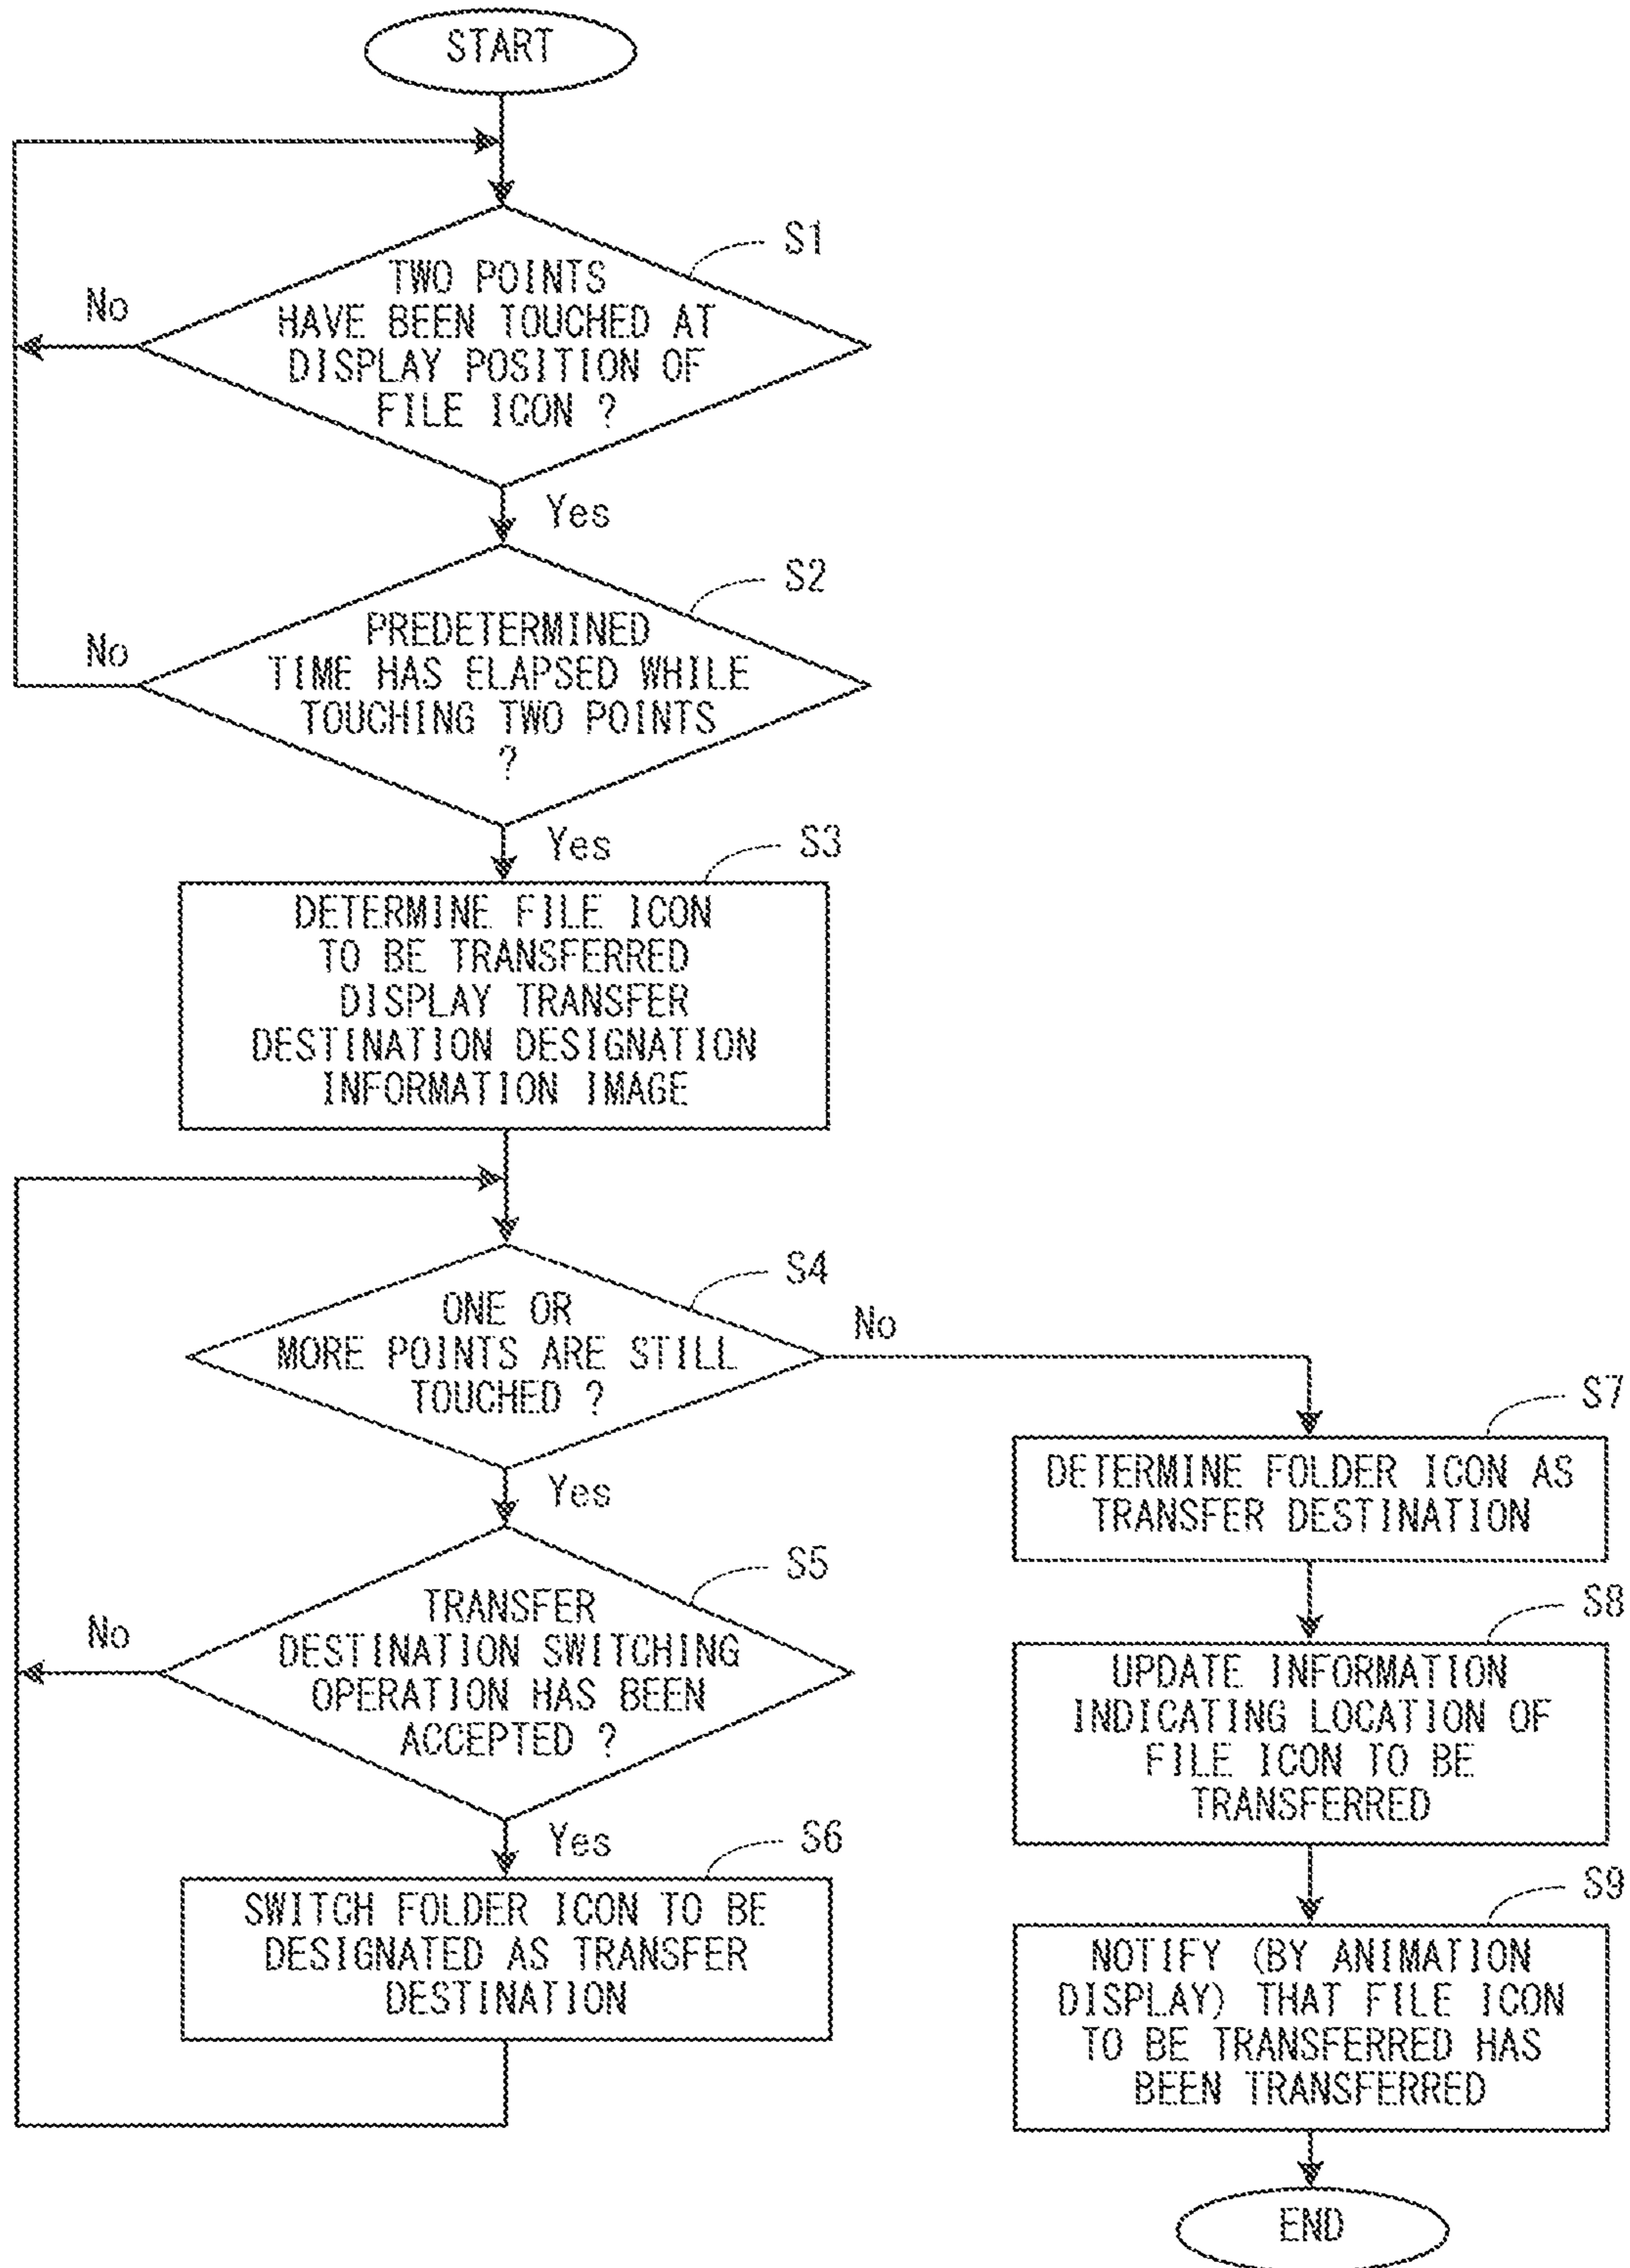 START
S1
TWO POINTS
HAVE BEEN TOUCHED AT
DISPLAY POSITION OF
FILE ICON ?
No
Yes
S2
PREDETERMINED
TIME HAS ELAPSED WHILE
TOUCHING TWO POINTS
?
No
Yes
S3
DETERMINE FILE ICON
TO BE TRANSFERRED
DISPLAY TRANSFER
DESTINATION DESIGNATION
INFORMATION IMAGE
S4
ONE OR
MORE POINTS ARE STILL
TOUCHED ?
No
Yes
S5
TRANSFER
DESTINATION SWITCHING
OPERATION HAS BEEN
ACCEPTED ?
No
Yes
S6
SWITCH FOLDER ICON TO BE
DESIGNATED AS TRANSFER
DESTINATION
S7
DETERMINE FOLDER ICON AS
TRANSFER DESTINATION
S8
UPDATE INFORMATION
INDICATING LOCATION OF
FILE ICON TO BE
TRANSFERRED
S9
NOTIFY (BY ANIMATION
DISPLAY) THAT FILE ICON
TO BE TRANSFERRED HAS
BEEN TRANSFERRED
END